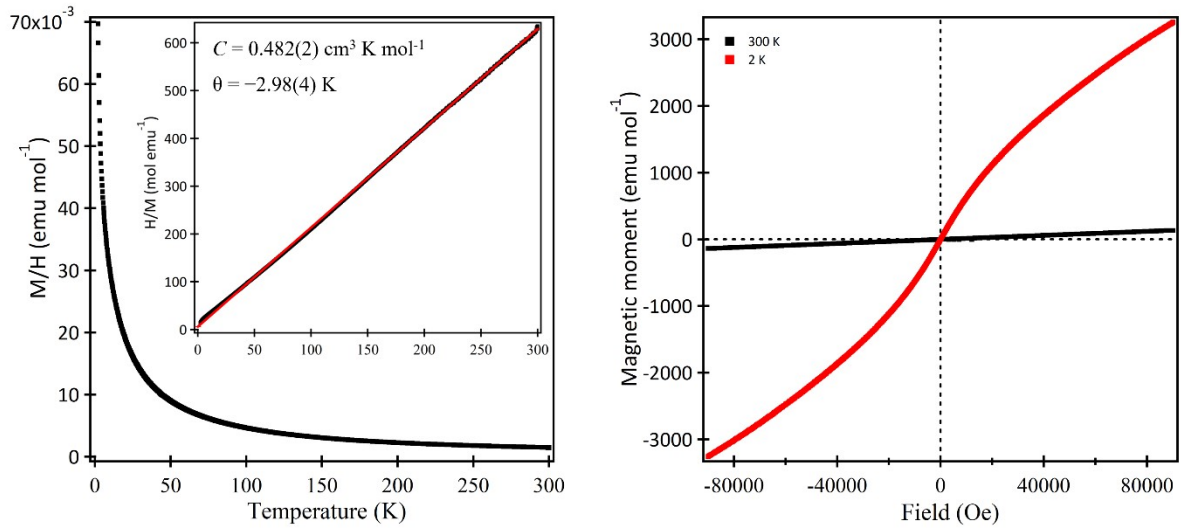 70x10⁻³
60
50
40
30
20
10
0
M/H (emu mol⁻¹)
0 50 100 150 200 250 300
Temperature (K)
C = 0.482(2) cm³ K mol⁻¹
θ = −2.98(4) K
600
500
400
300
200
100
0
H/M (mol emu⁻¹)
0 50 100 150 200 250 300
3000
2000
1000
0
-1000
-2000
-3000
Magnetic moment (emu mol⁻¹)
300 K
2 K
-80000 -40000 0 40000 80000
Field (Oe)